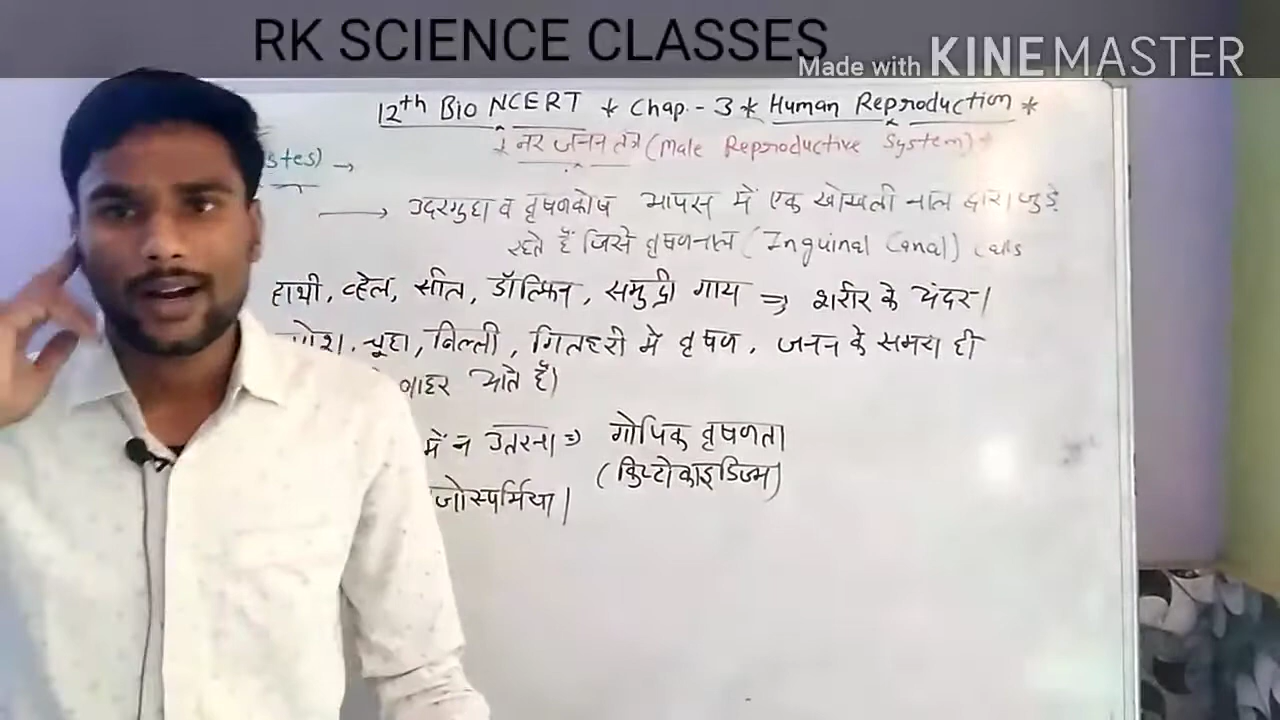 RK SCIENCE CLASSES
Made with KINEMASTER
12th Bio NCERT * Chap.- 3 * Human Reproduction *
* नर जनन तंत्र (Male Reproductive System) *
stes) →
→ उदरगुहा व वृषणकोष आपस में एक खोखली नाल द्वारा जुड़े
रहते हैं जिसे वृषणनाल (Inguinal Canal) calls
हाथी, व्हेल, सील, डॉल्फिन, समुद्री गाय ⇒ शरीर के अंदर।
गोश, चूहा, बिल्ली, गिलहरी मे वृषण, जनन के समय ही
बाहर आते हैं।
में न उतरना ⇒ गोपिक वृषणता
(क्रिप्टोकाइडिज्म)
जोस्पर्मिया।